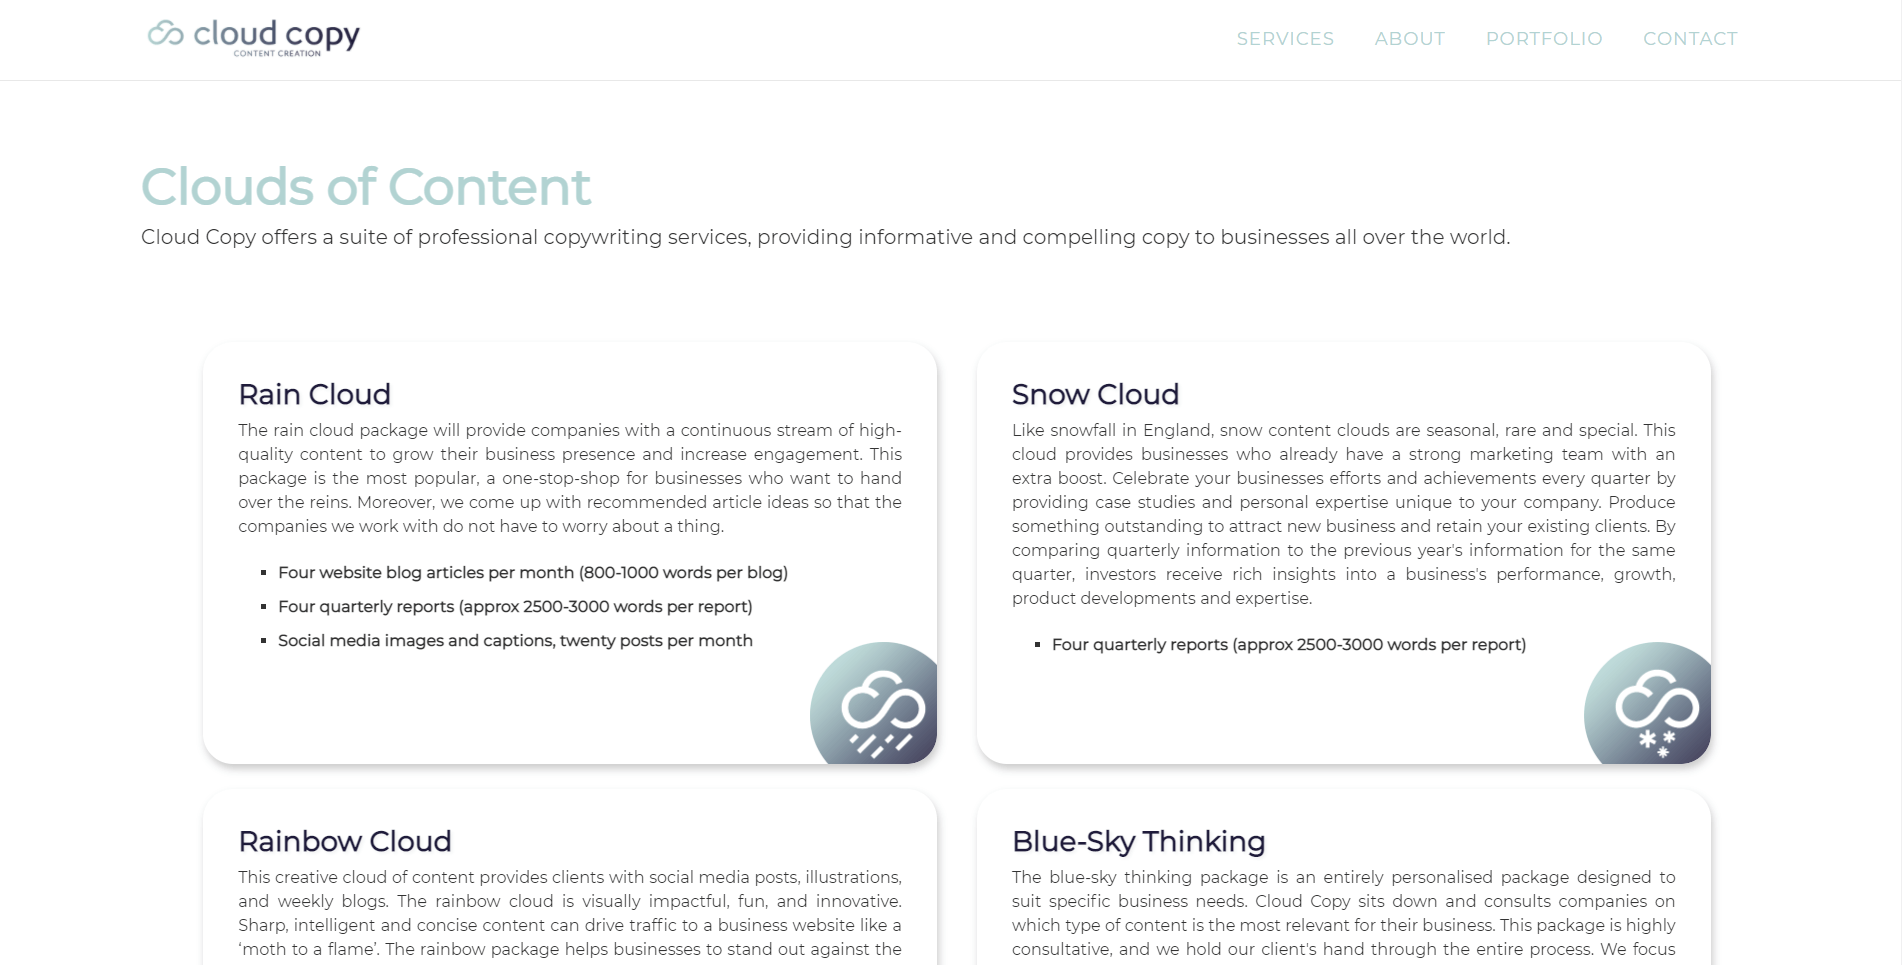 cloud copy
CONTENT CREATION
SERVICES
ABOUT
PORTFOLIO
CONTACT
Clouds of Content
Cloud Copy offers a suite of professional copywriting services, providing informative and compelling copy to businesses all over the world.
Rain Cloud
The rain cloud package will provide companies with a continuous stream of high-
quality content to grow their business presence and increase engagement. This
package is the most popular, a one-stop-shop for businesses who want to hand
over the reins. Moreover, we come up with recommended article ideas so that the
companies we work with do not have to worry about a thing.
Four website blog articles per month (800-1000 words per blog)
Four quarterly reports (approx 2500-3000 words per report)
Social media images and captions, twenty posts per month
Snow Cloud
Like snowfall in England, snow content clouds are seasonal, rare and special. This
cloud provides businesses who already have a strong marketing team with an
extra boost. Celebrate your businesses efforts and achievements every quarter by
providing case studies and personal expertise unique to your company. Produce
something outstanding to attract new business and retain your existing clients. By
comparing quarterly information to the previous year's information for the same
quarter, investors receive rich insights into a business's performance, growth,
product developments and expertise.
Four quarterly reports (approx 2500-3000 words per report)
Rainbow Cloud
This creative cloud of content provides clients with social media posts, illustrations,
and weekly blogs. The rainbow cloud is visually impactful, fun, and innovative.
Sharp, intelligent and concise content can drive traffic to a business website like a
‘moth to a flame’. The rainbow package helps businesses to stand out against the
Blue-Sky Thinking
The blue-sky thinking package is an entirely personalised package designed to
suit specific business needs. Cloud Copy sits down and consults companies on
which type of content is the most relevant for their business. This package is highly
consultative, and we hold our client's hand through the entire process. We focus